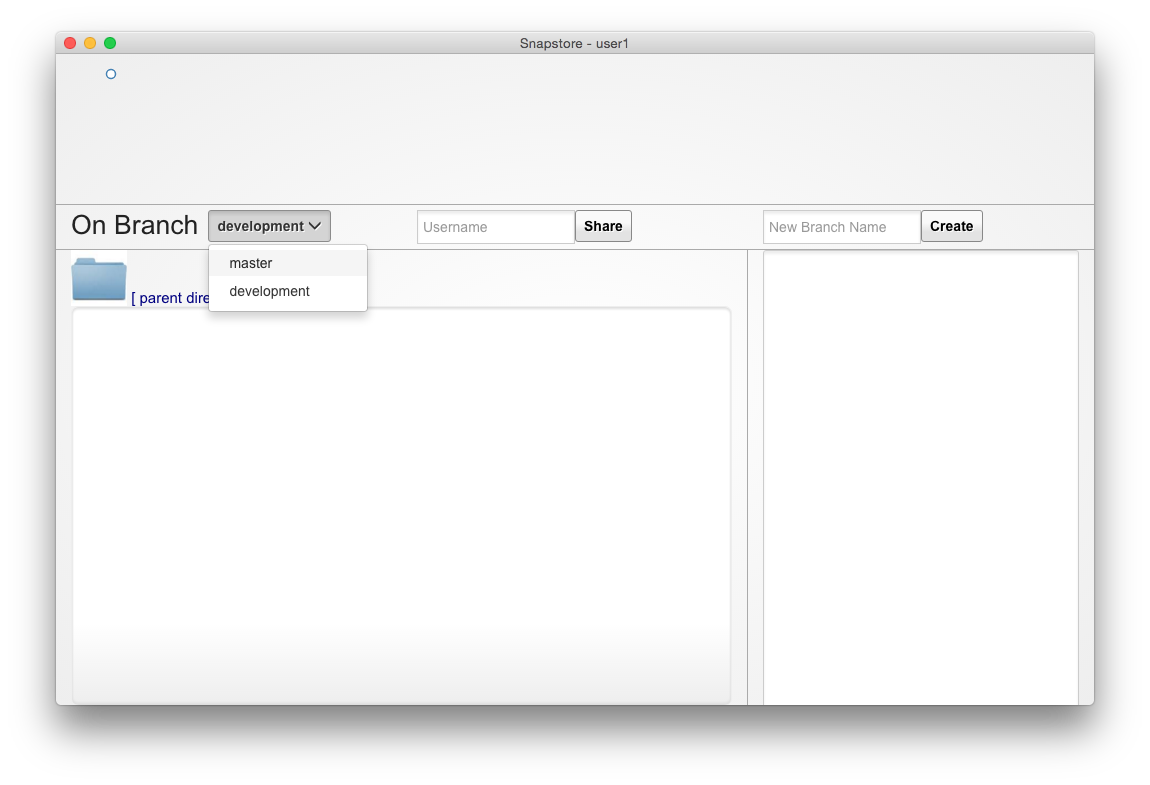 Snapstore - user1
On Branch development Username Share New Branch Name Create
master
development
[ parent dire